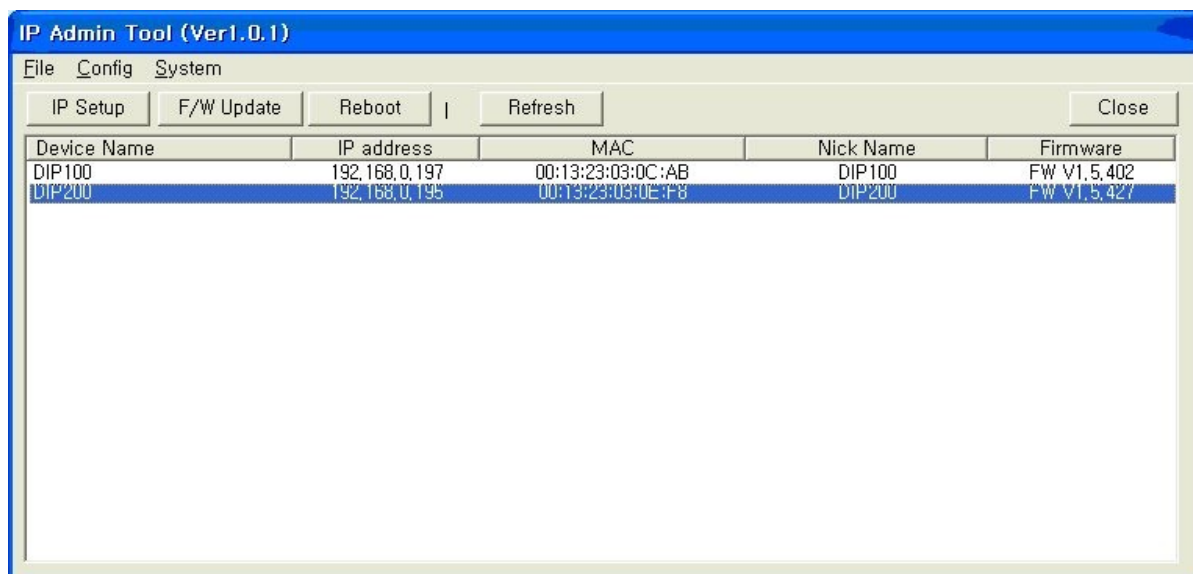 IP Admin Tool (Ver1.0.1)
File Config System
IP Setup F/W Update Reboot | Refresh Close
Device Name IP address MAC Nick Name Firmware
DIP100 192,168,0,197 00:13:23:03:0C:AB DIP100 FW V1,5,402
DIP200 192,168,0,195 00:13:23:03:0E:F8 DIP200 FW V1,5,427